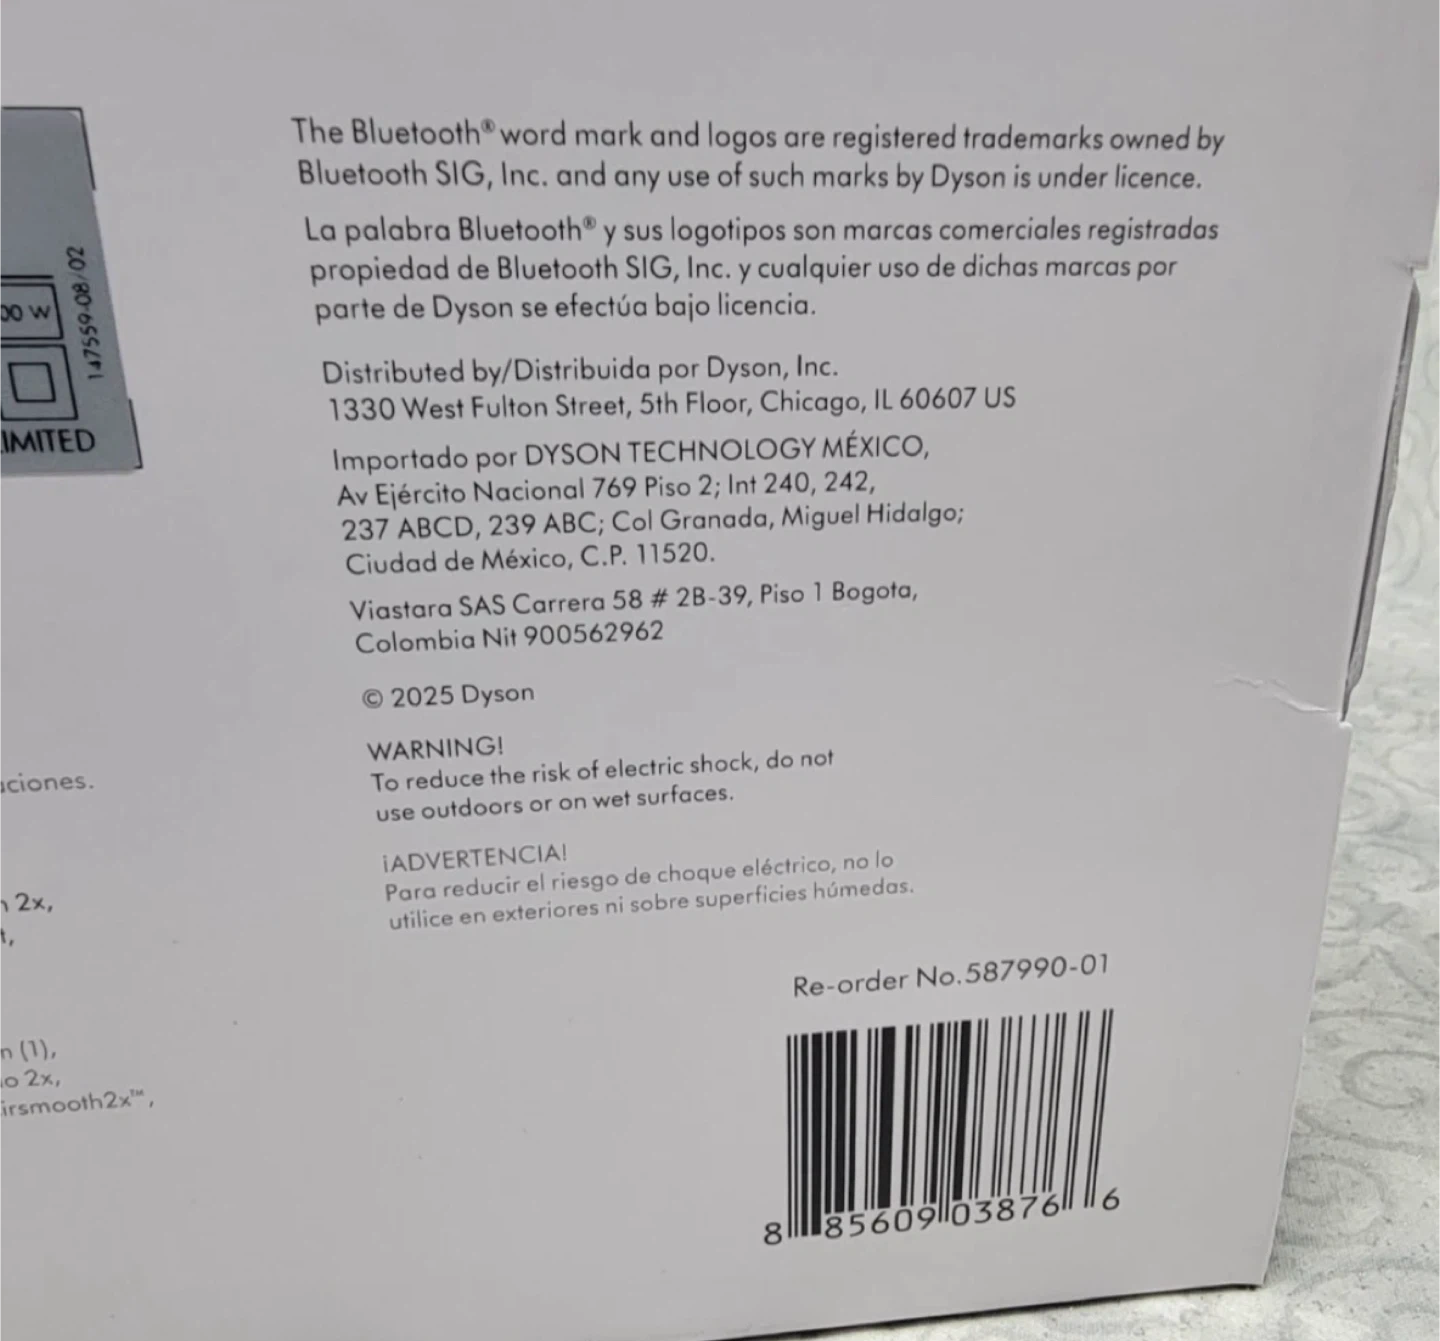 The Bluetooth® word mark and logos are registered trademarks owned by
Bluetooth SIG, Inc. and any use of such marks by Dyson is under licence.
La palabra Bluetooth® y sus logotipos son marcas comerciales registradas
propiedad de Bluetooth SIG, Inc. y cualquier uso de dichas marcas por
parte de Dyson se efectúa bajo licencia.
Distributed by/Distribuida por Dyson, Inc.
1330 West Fulton Street, 5th Floor, Chicago, IL 60607 US
Importado por DYSON TECHNOLOGY MÉXICO,
Av Ejército Nacional 769 Piso 2; Int 240, 242,
237 ABCD, 239 ABC; Col Granada, Miguel Hidalgo;
Ciudad de México, C.P. 11520.
Viastara SAS Carrera 58 # 2B-39, Piso 1 Bogota,
Colombia Nit 900562962
© 2025 Dyson
WARNING!
To reduce the risk of electric shock, do not
use outdoors or on wet surfaces.
¡ADVERTENCIA!
Para reducir el riesgo de choque eléctrico, no lo
utilice en exteriores ni sobre superficies húmedas.
Re-order No.587990-01
8 85609 03876 6
147559-08/02
00 W
IMITED
aciones.
2x,
t,
n (1),
o 2x,
irsmooth2x™,